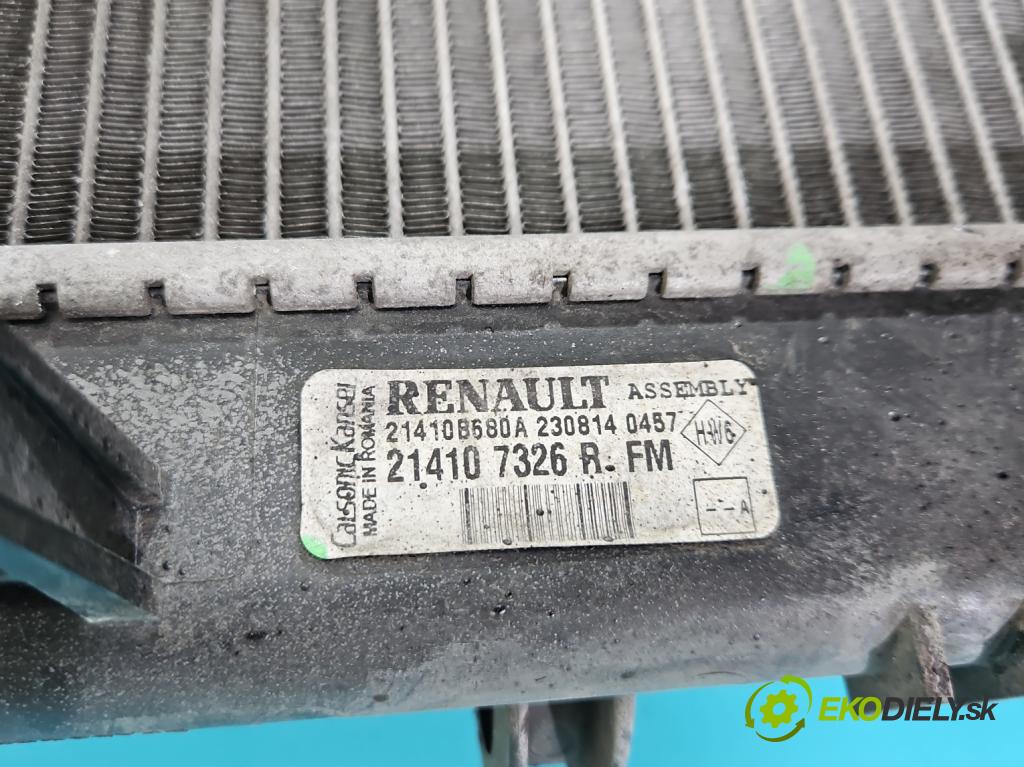 RENAULT ASSEMBLY
21410B680A 230814 0457
21410 7326 R- FM
H-W6
- - A
Calsonic Kansei
MADE IN ROMANIA
EKODIELY.SK